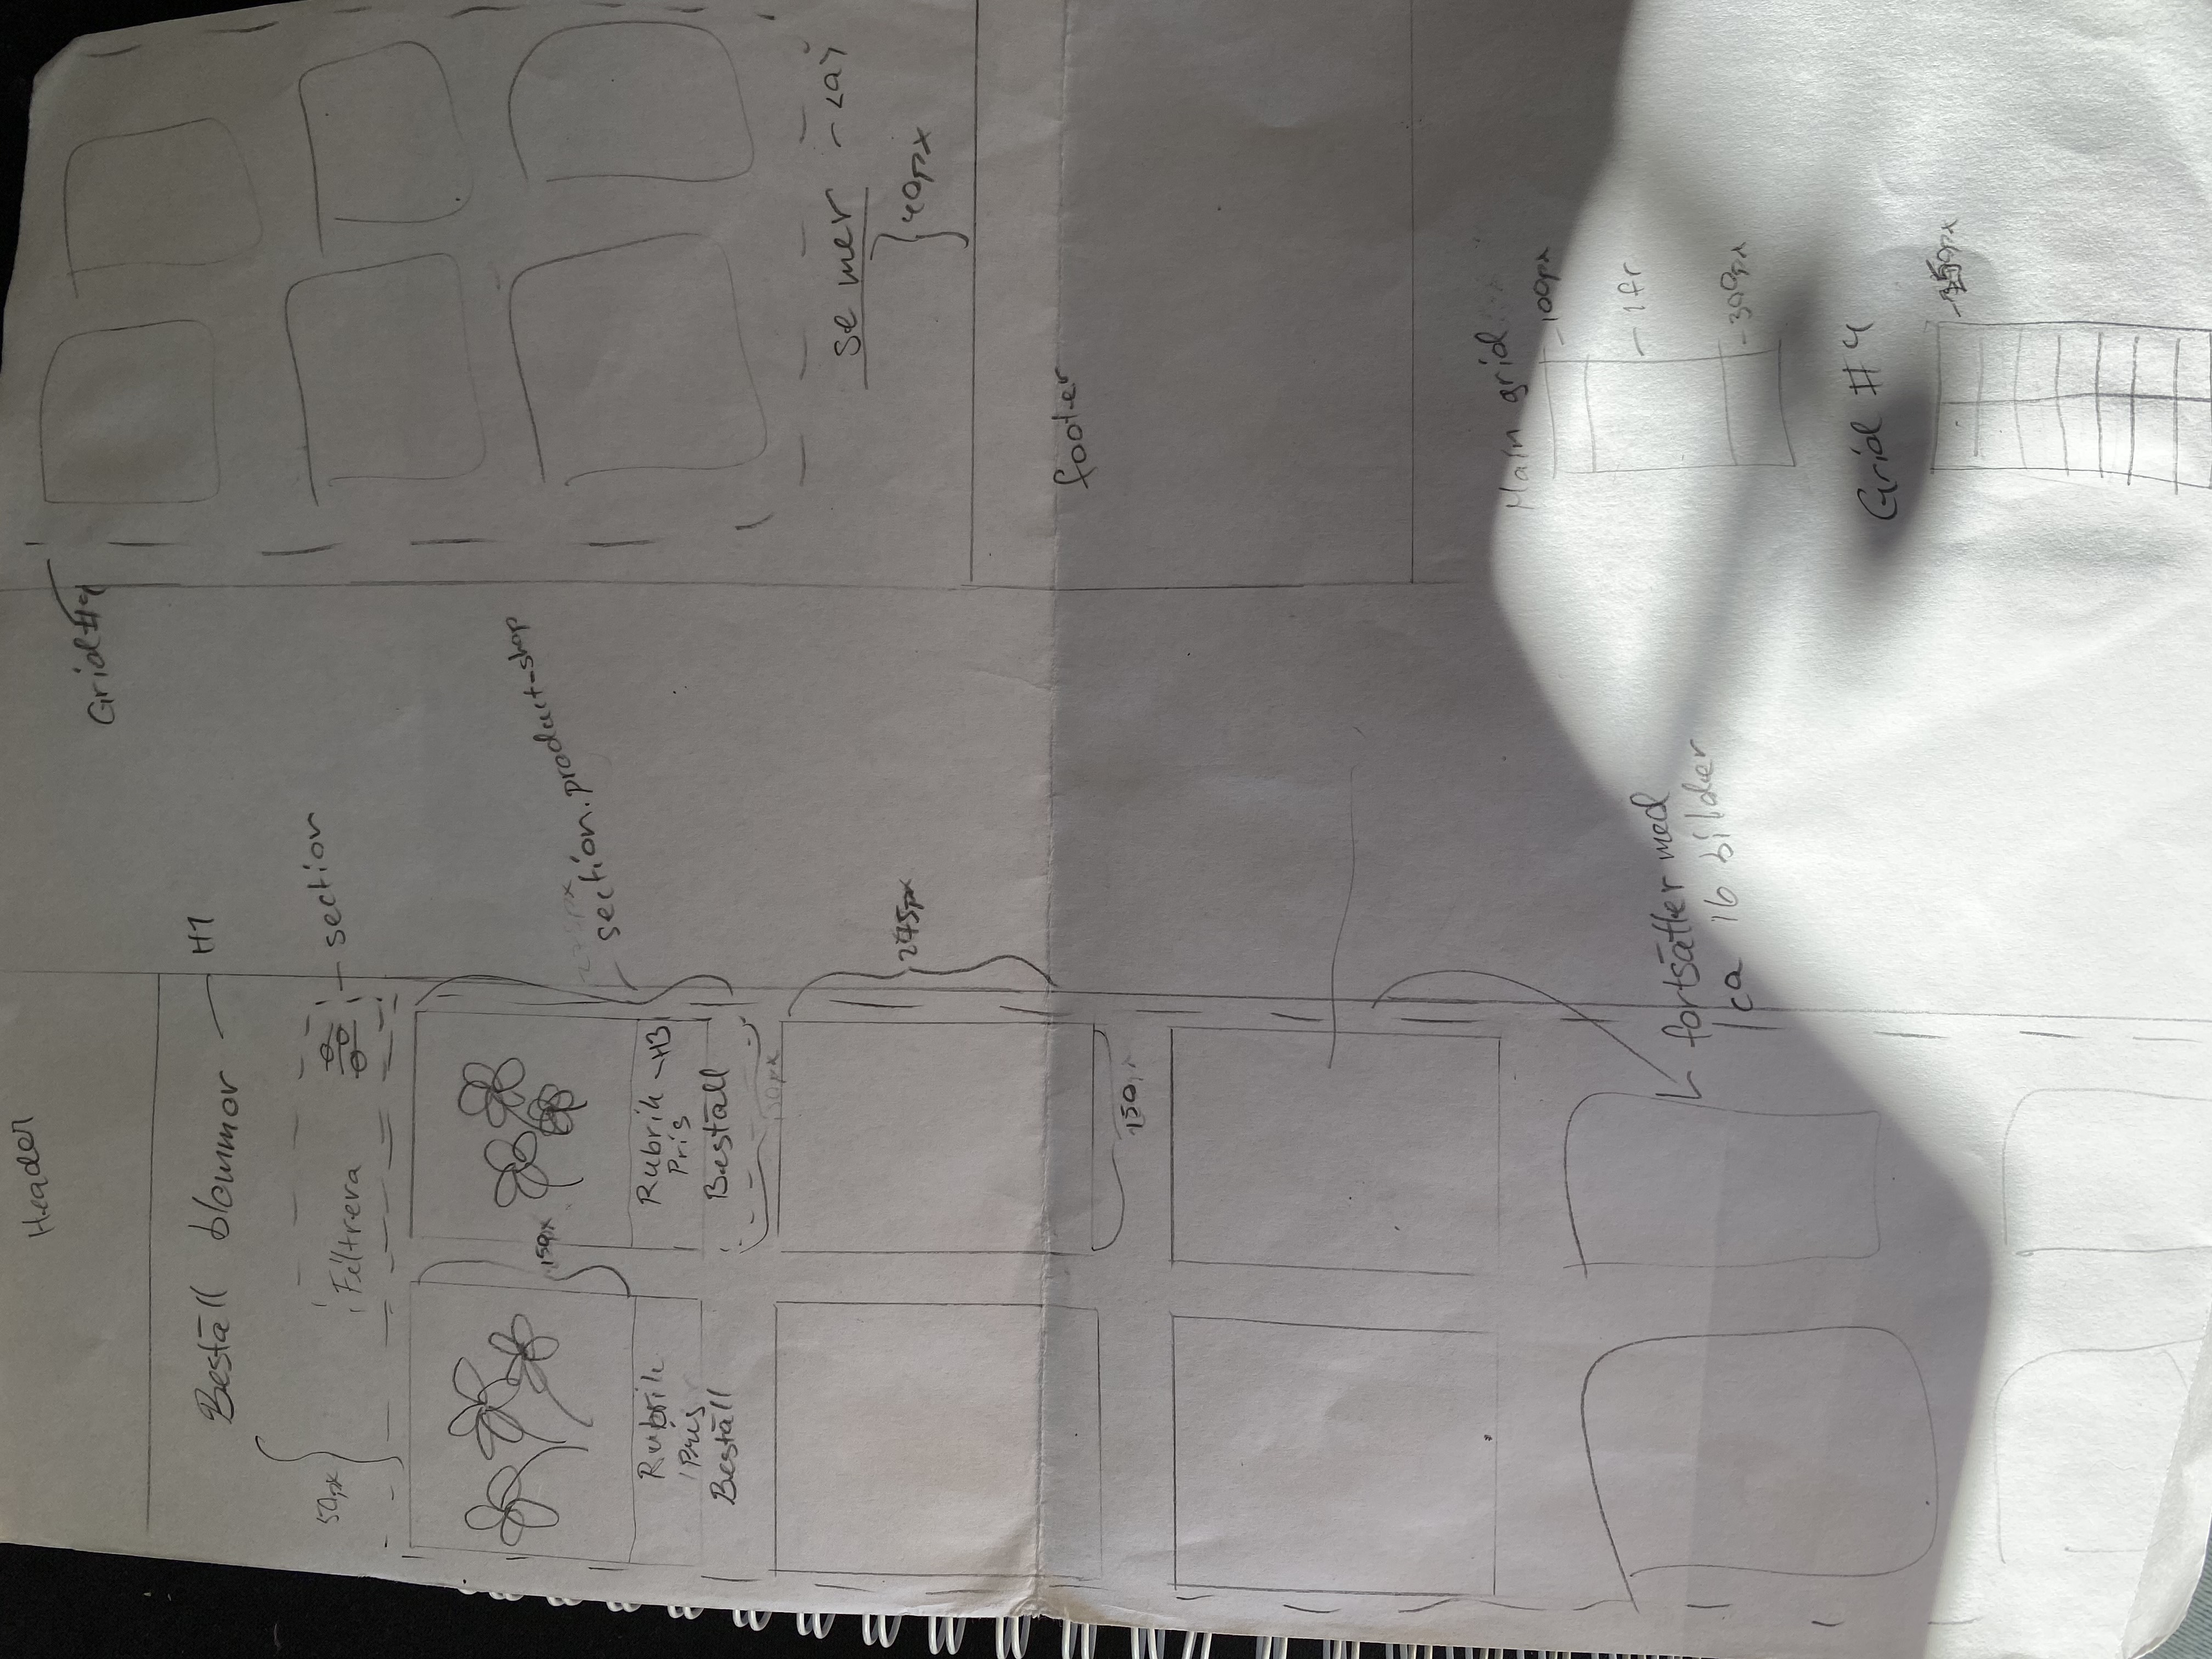 Header
Beställ blommor — H1
50px
Filtrera
- section
150px
section.product-shop
275px
Rubrik
Pris
Beställ
Rubrik - H3
Pris
Beställ
150px
275px
150
fortsätter med
ca 16 bilder
Grid #4
se mer - <a>
40px
footer
Main grid
- 100px
- 1fr
- 300px
Grid #4